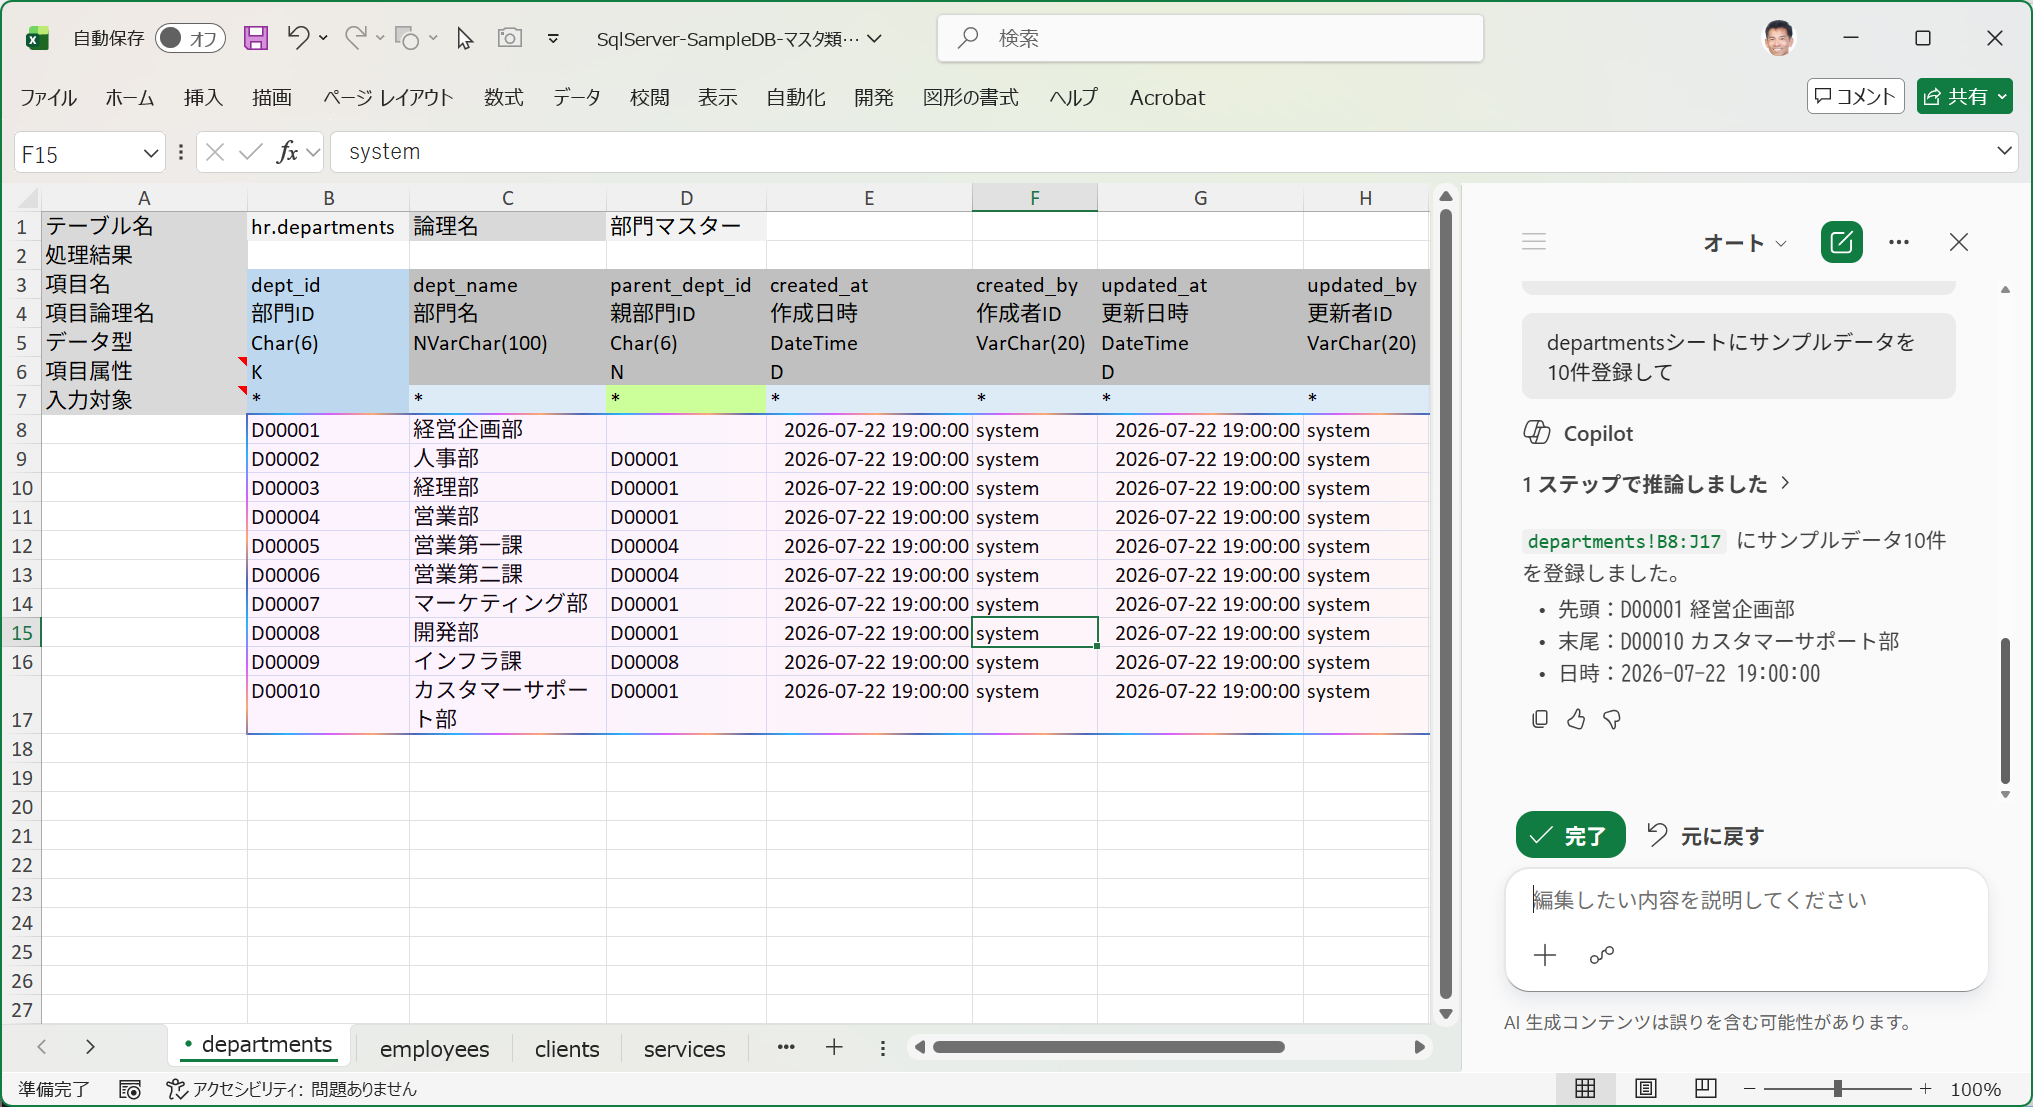 自動保存 オフ SqlServer-SampleDB-マスタ類… 検索
ファイル ホーム 挿入 描画 ページ レイアウト 数式 データ 校閲 表示 自動化 開発 図形の書式 ヘルプ Acrobat コメント 共有
F15 fx system
A B C D E F G H
1 テーブル名 hr.departments 論理名 部門マスター
2 処理結果
3 項目名 dept_id dept_name parent_dept_id created_at created_by updated_at updated_by
4 項目論理名 部門ID 部門名 親部門ID 作成日時 作成者ID 更新日時 更新者ID
5 データ型 Char(6) NVarChar(100) Char(6) DateTime VarChar(20) DateTime VarChar(20)
6 項目属性 K N D D
7 入力対象 * * * * * * *
8 D00001 経営企画部 2026-07-22 19:00:00 system 2026-07-22 19:00:00 system
9 D00002 人事部 D00001 2026-07-22 19:00:00 system 2026-07-22 19:00:00 system
10 D00003 経理部 D00001 2026-07-22 19:00:00 system 2026-07-22 19:00:00 system
11 D00004 営業部 D00001 2026-07-22 19:00:00 system 2026-07-22 19:00:00 system
12 D00005 営業第一課 D00004 2026-07-22 19:00:00 system 2026-07-22 19:00:00 system
13 D00006 営業第二課 D00004 2026-07-22 19:00:00 system 2026-07-22 19:00:00 system
14 D00007 マーケティング部 D00001 2026-07-22 19:00:00 system 2026-07-22 19:00:00 system
15 D00008 開発部 D00001 2026-07-22 19:00:00 system 2026-07-22 19:00:00 system
16 D00009 インフラ課 D00008 2026-07-22 19:00:00 system 2026-07-22 19:00:00 system
D00010 カスタマーサポー D00001 2026-07-22 19:00:00 system 2026-07-22 19:00:00 system
17 ト部
18
19
20
21
22
23
24
25
26
27
departments employees clients services
準備完了 アクセシビリティ: 問題ありません 100%
オート
departmentsシートにサンプルデータを
10件登録して
Copilot
1 ステップで推論しました
departments!B8:J17 にサンプルデータ10件
を登録しました。
• 先頭：D00001 経営企画部
• 末尾：D00010 カスタマーサポート部
• 日時：2026-07-22 19:00:00
完了 元に戻す
編集したい内容を説明してください
AI 生成コンテンツは誤りを含む可能性があります。